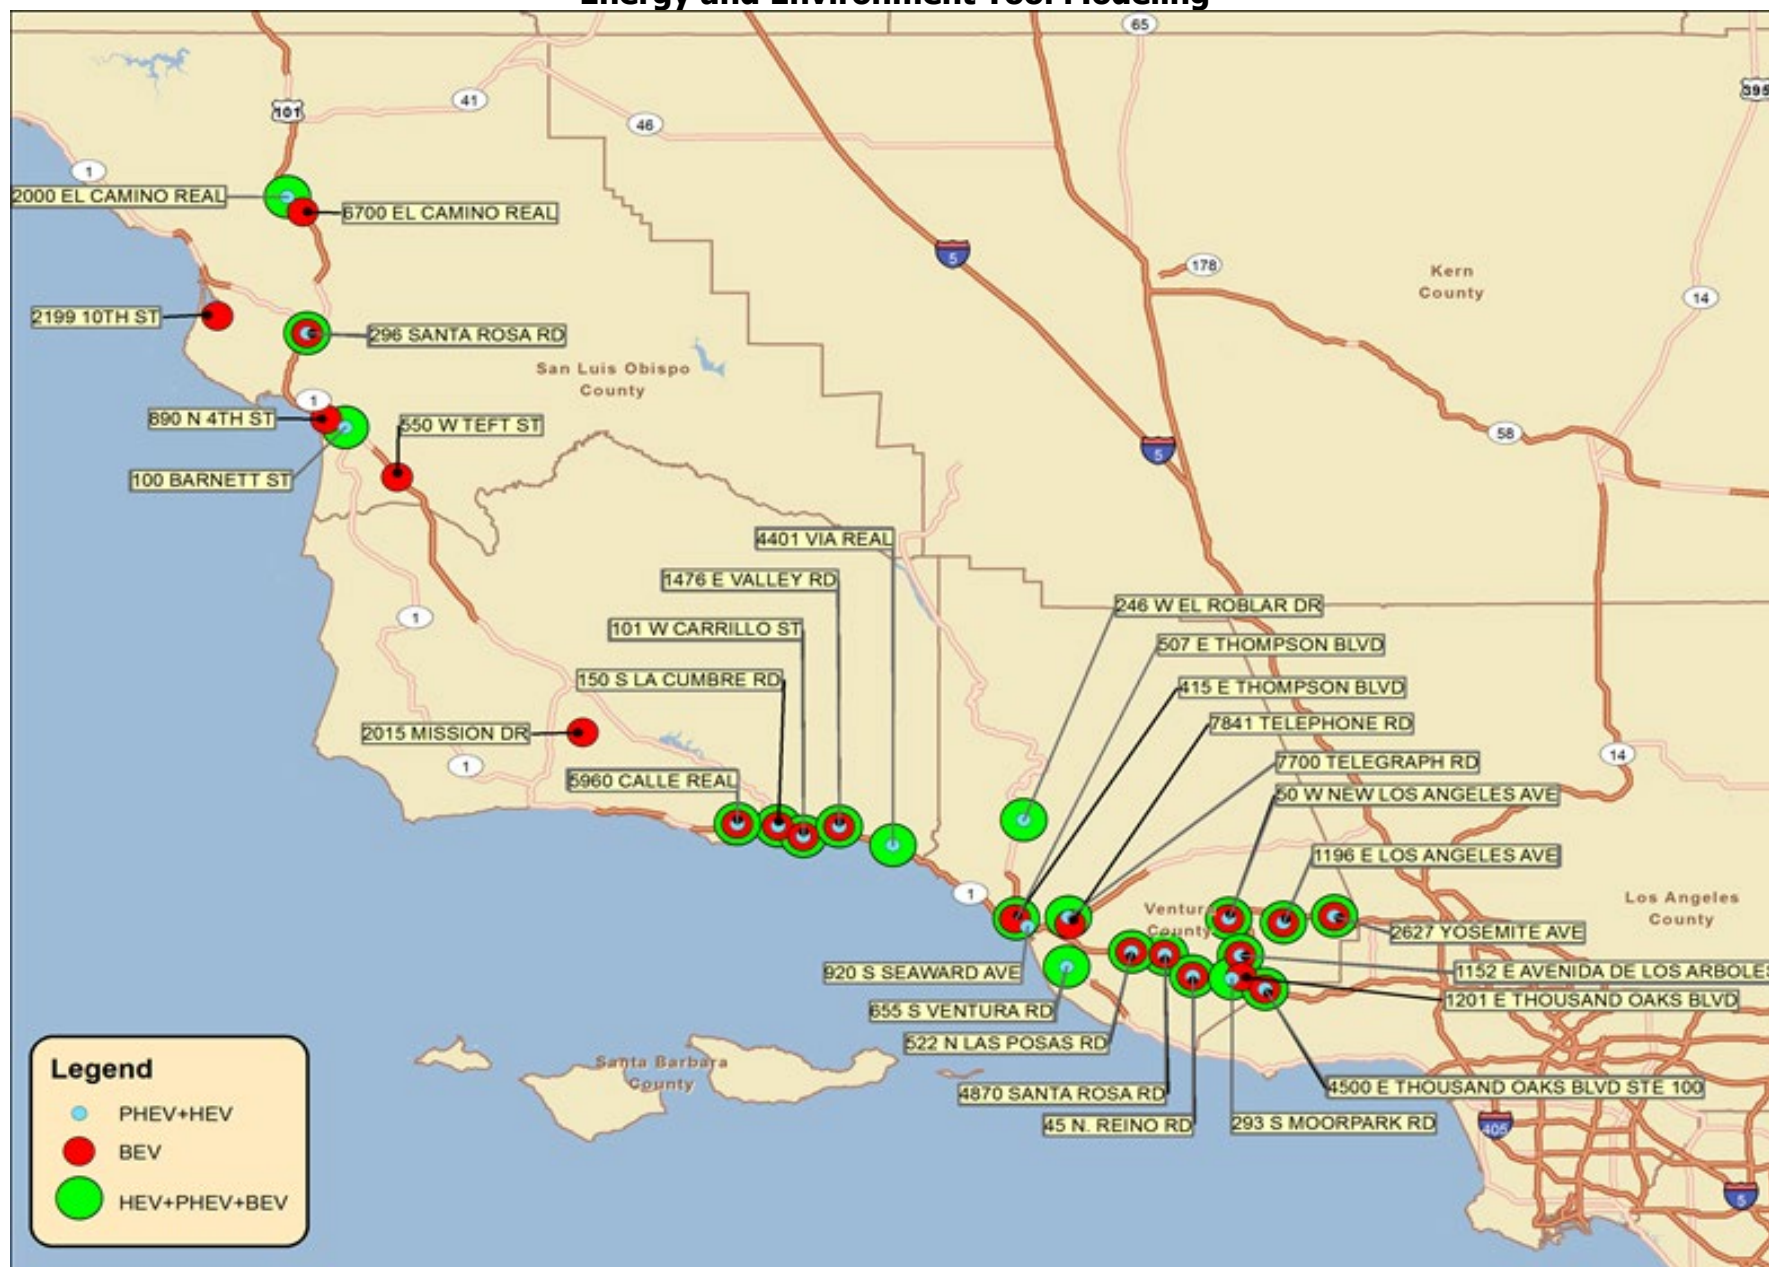 Energy and Environment Tool Modeling
65
395
41
101
46
1
2000 EL CAMINO REAL
6700 EL CAMINO REAL
5
178
Kern
County
14
2199 10TH ST
296 SANTA ROSA RD
San Luis Obispo
County
1
890 N 4TH ST
550 W TEFT ST
58
5
100 BARNETT ST
4401 VIA REAL
1476 E VALLEY RD
246 W EL ROBLAR DR
1
101 W CARRILLO ST
507 E THOMPSON BLVD
150 S LA CUMBRE RD
415 E THOMPSON BLVD
7841 TELEPHONE RD
2015 MISSION DR
14
1
7700 TELEGRAPH RD
5960 CALLE REAL
50 W NEW LOS ANGELES AVE
1196 E LOS ANGELES AVE
1
Los Angeles
County
Ventura
County
2627 YOSEMITE AVE
920 S SEAWARD AVE
1152 E AVENIDA DE LOS ARBOLES
1201 E THOUSAND OAKS BLVD
655 S VENTURA RD
522 N LAS POSAS RD
Santa Barbara
County
4870 SANTA ROSA RD
4500 E THOUSAND OAKS BLVD STE 100
45 N. REINO RD
293 S MOORPARK RD
405
5
Legend
PHEV+HEV
BEV
HEV+PHEV+BEV